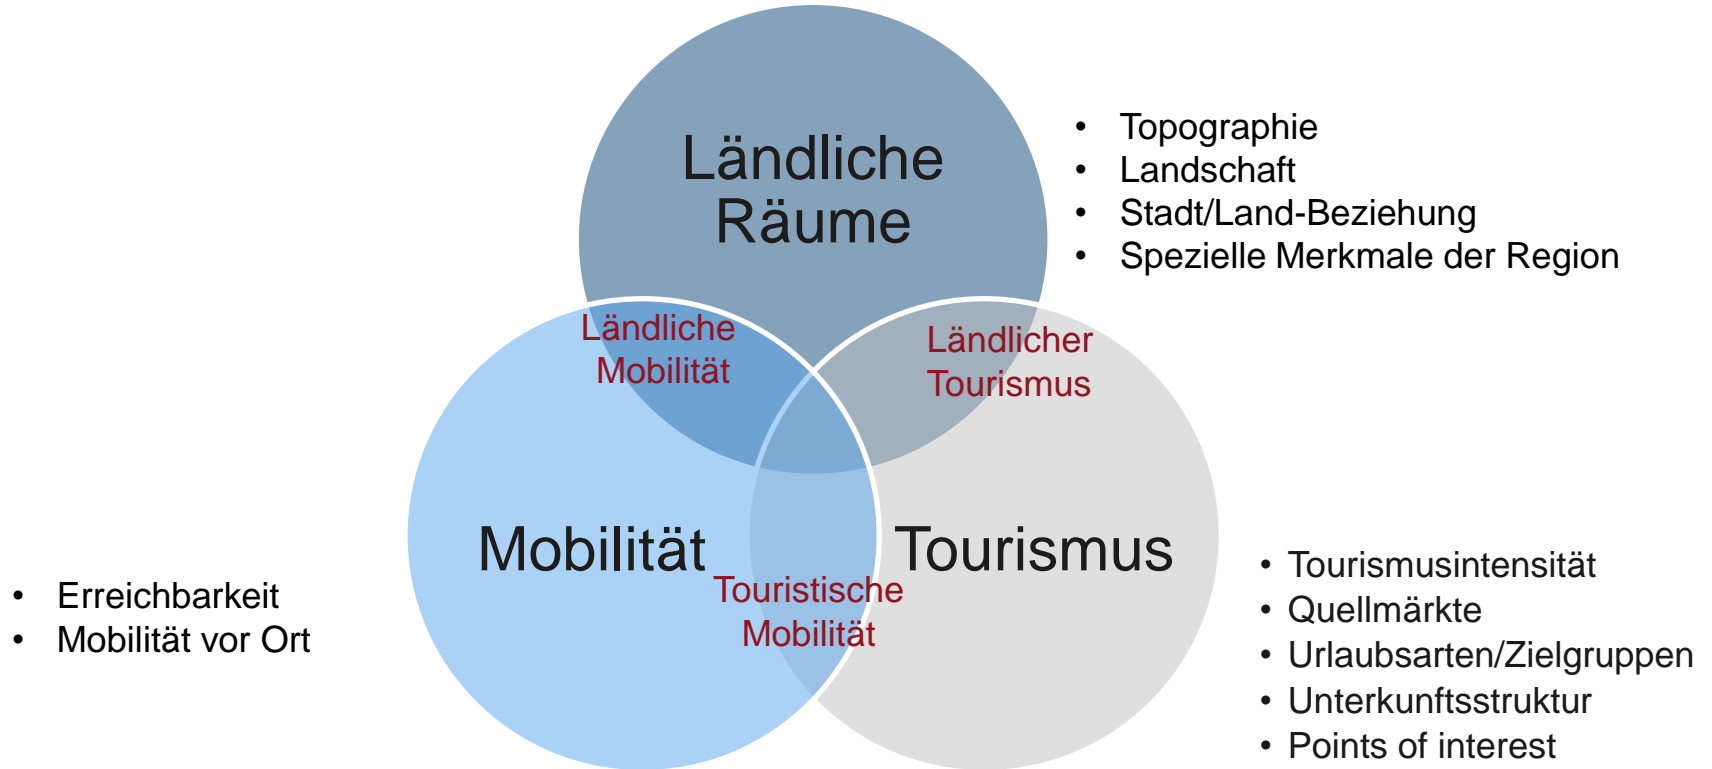 Ländliche
Räume
• Topographie
• Landschaft
• Stadt/Land-Beziehung
• Spezielle Merkmale der Region
Ländliche
Mobilität
Ländlicher
Tourismus
Mobilität
Tourismus
Touristische
Mobilität
• Erreichbarkeit
• Mobilität vor Ort
• Tourismusintensität
• Quellmärkte
• Urlaubsarten/Zielgruppen
• Unterkunftsstruktur
• Points of interest